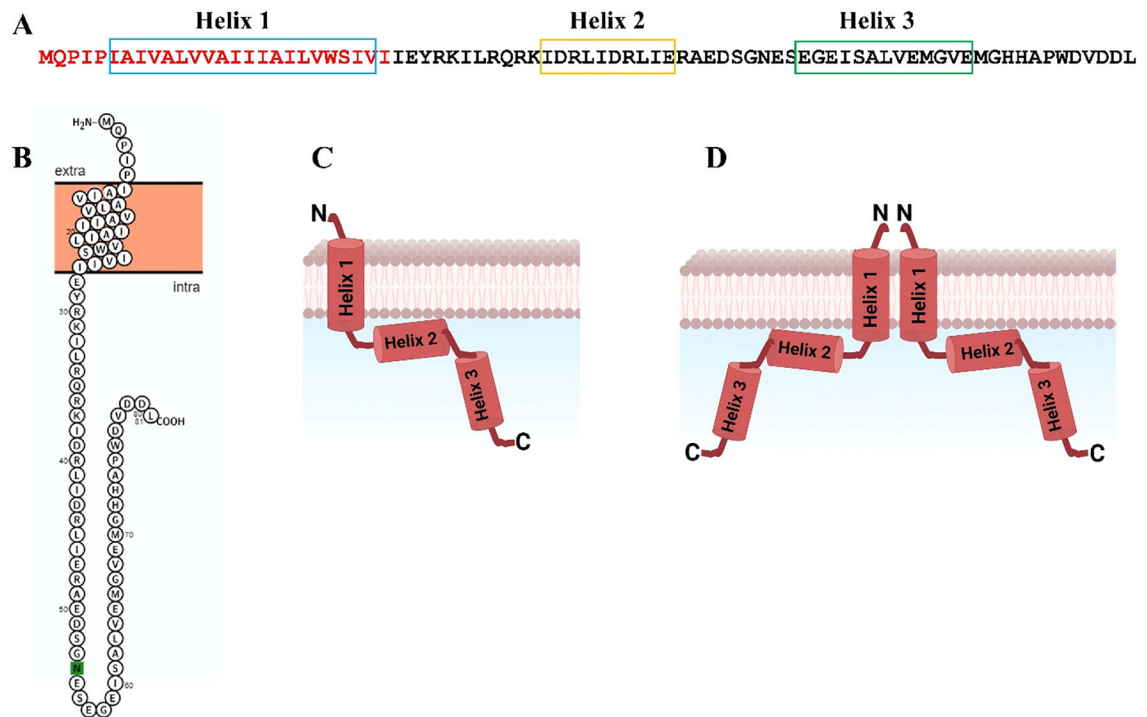 A
Helix 1 Helix 2 Helix 3
MQPIPIAIVALVVAIIIAILVWSIVIIEYRKILRQRKIDRLIDRLIERAEDSGNESEGEISALVEMGVEMGHHAPWDVDDL
B
H2N-M
Q
P
I
P
extra
V I A I
V L A
I I A V
20 L I A I
S W V
I I V I
intra
E
Y
30 R
K
I
L
R
Q
R
K
I
D
40 R
L
I
D
R
L
I
E
R
A
50 E
D
S
G
N
E
S
E
G
E
60 I
S
A
L
V
E
M
G
V
E
70 M
G
H
H
A
P
W
D
V
D
80 D
81 L COOH
C
N
Helix 1
Helix 2
Helix 3
C
D
N N
Helix 1 Helix 1
Helix 2 Helix 2
Helix 3 Helix 3
C C